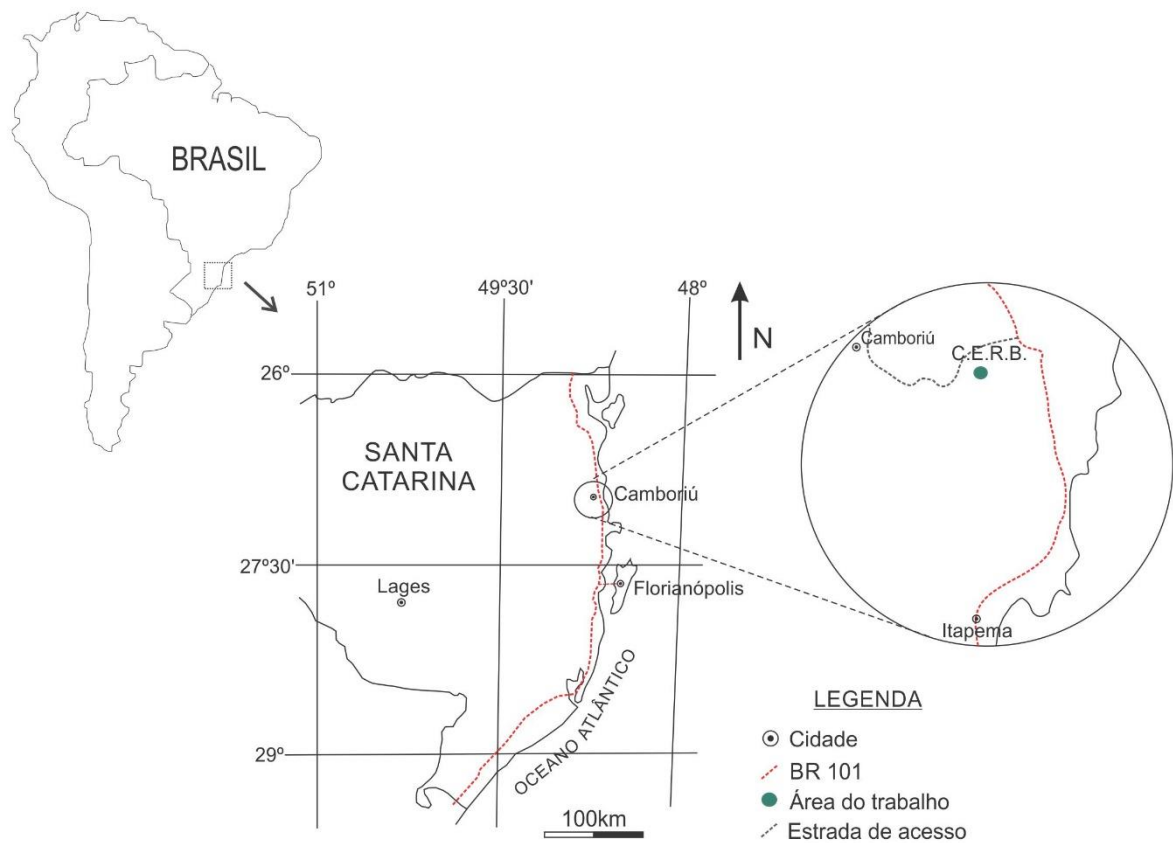 BRASIL
51º
49º30'
48º
N
26º
SANTA
CATARINA
Camboriú
27º30'
Lages
Florianópolis
29º
OCEANO ATLÂNTICO
100km
Camboriú
C.E.R.B.
Itapema
LEGENDA
Cidade
BR 101
Área do trabalho
Estrada de acesso